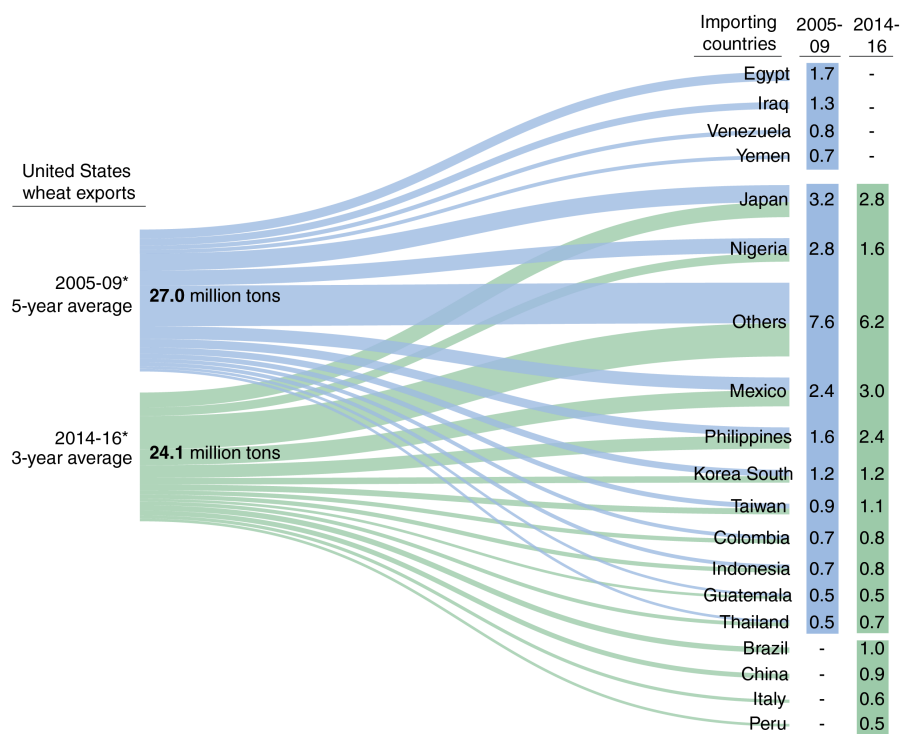 Importing countries 2005-09 2014-16
United States
wheat exports
2005-09*
5-year average
27.0 million tons
2014-16*
3-year average
24.1 million tons
Egypt 1.7 -
Iraq 1.3 -
Venezuela 0.8 -
Yemen 0.7 -
Japan 3.2 2.8
Nigeria 2.8 1.6
Others 7.6 6.2
Mexico 2.4 3.0
Philippines 1.6 2.4
Korea South 1.2 1.2
Taiwan 0.9 1.1
Colombia 0.7 0.8
Indonesia 0.7 0.8
Guatemala 0.5 0.5
Thailand 0.5 0.7
Brazil - 1.0
China - 0.9
Italy - 0.6
Peru - 0.5